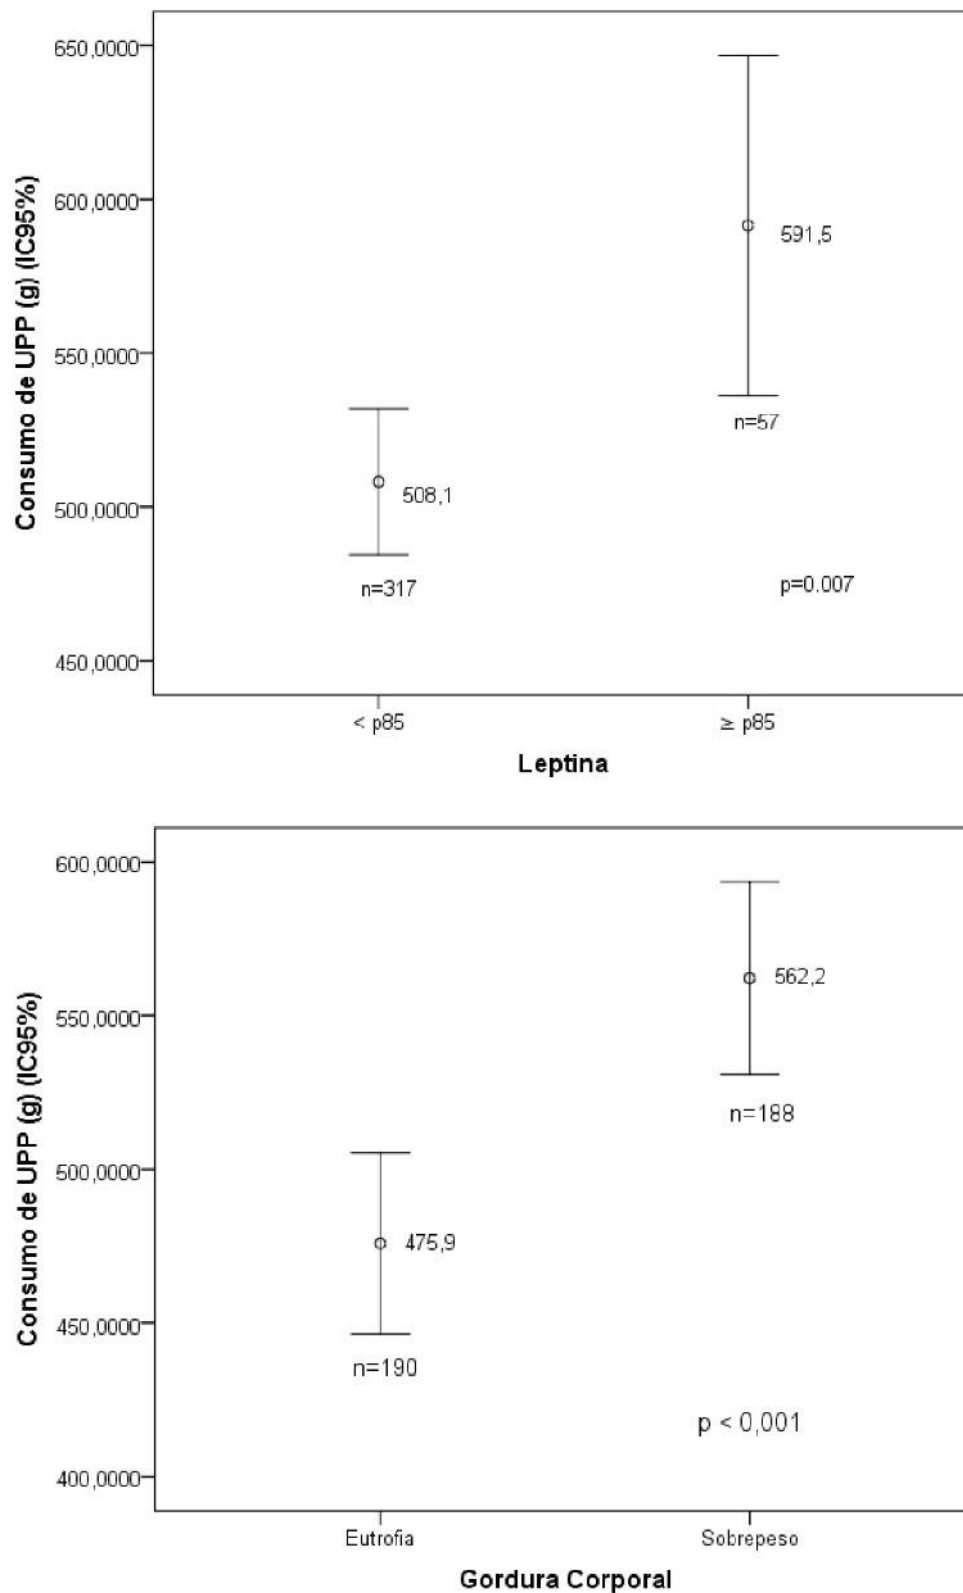 Consumo de UPP (g) (IC95%)
650,0000
600,0000
591,5
550,0000
n=57
508,1
500,0000
n=317
p=0.007
450,0000
< p85
≥ p85
Leptina
Consumo de UPP (g) (IC95%)
600,0000
562,2
550,0000
n=188
500,0000
475,9
450,0000
n=190
p < 0,001
400,0000
Eutrofia
Sobrepeso
Gordura Corporal